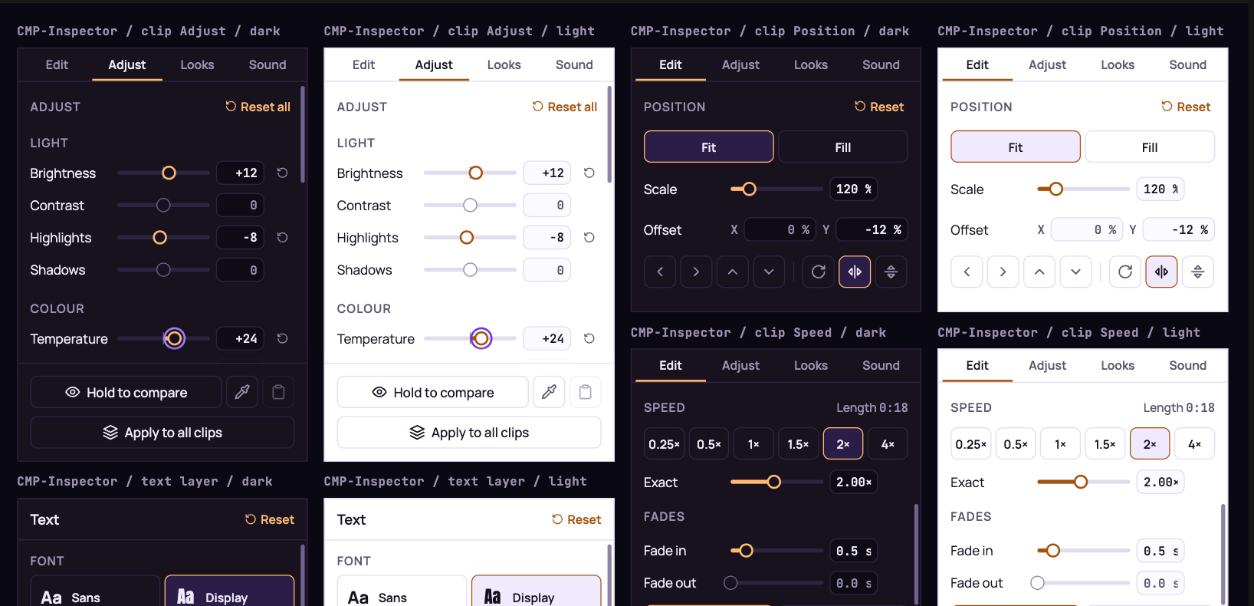 CMP-Inspector / clip Adjust / dark
Edit Adjust Looks Sound
ADJUST Reset all
LIGHT
Brightness +12
Contrast 0
Highlights -8
Shadows 0
COLOUR
Temperature +24
Hold to compare
Apply to all clips
CMP-Inspector / text layer / dark
Text Reset
FONT
Aa Sans Aa Display
CMP-Inspector / clip Adjust / light
Edit Adjust Looks Sound
ADJUST Reset all
LIGHT
Brightness +12
Contrast 0
Highlights -8
Shadows 0
COLOUR
Temperature +24
Hold to compare
Apply to all clips
CMP-Inspector / text layer / light
Text Reset
FONT
Aa Sans Aa Display
CMP-Inspector / clip Position / dark
Edit Adjust Looks Sound
POSITION Reset
Fit Fill
Scale 120 %
Offset X 0 % Y -12 %
CMP-Inspector / clip Speed / dark
Edit Adjust Looks Sound
SPEED Length 0:18
0.25× 0.5× 1× 1.5× 2× 4×
Exact 2.00×
FADES
Fade in 0.5 s
Fade out 0.0 s
CMP-Inspector / clip Position / light
Edit Adjust Looks Sound
POSITION Reset
Fit Fill
Scale 120 %
Offset X 0 % Y -12 %
CMP-Inspector / clip Speed / light
Edit Adjust Looks Sound
SPEED Length 0:18
0.25× 0.5× 1× 1.5× 2× 4×
Exact 2.00×
FADES
Fade in 0.5 s
Fade out 0.0 s